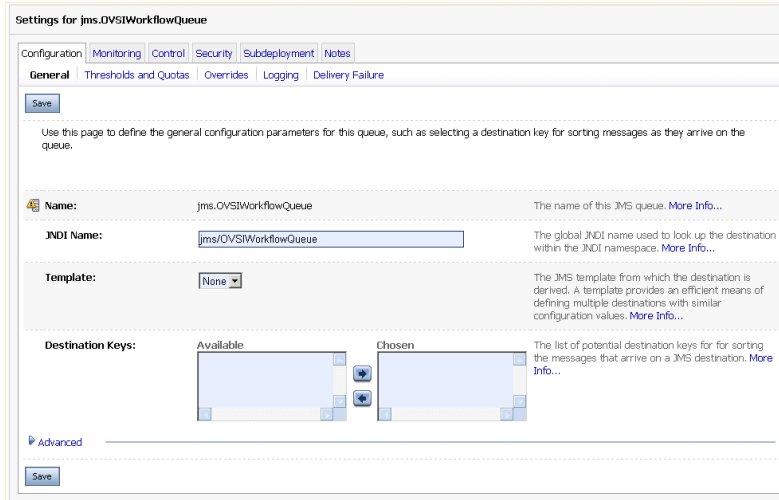 Settings for jms.OVSIWorkflowQueue
Configuration Monitoring Control Security Subdeployment Notes
General Thresholds and Quotas Overrides Logging Delivery Failure
Save
Use this page to define the general configuration parameters for this queue, such as selecting a destination key for sorting messages as they arrive on the
queue.
Name: jms.OVSIWorkflowQueue The name of this JMS queue. More Info...
JNDI Name: jms/OVSIWorkflowQueue The global JNDI name used to look up the destination
within the JNDI namespace. More Info...
Template: None The JMS template from which the destination is
derived. A template provides an efficient means of
defining multiple destinations with similar
configuration values. More Info...
Destination Keys: Available Chosen The list of potential destination keys for for sorting
the messages that arrive on a JMS destination. More
Info...
Advanced
Save